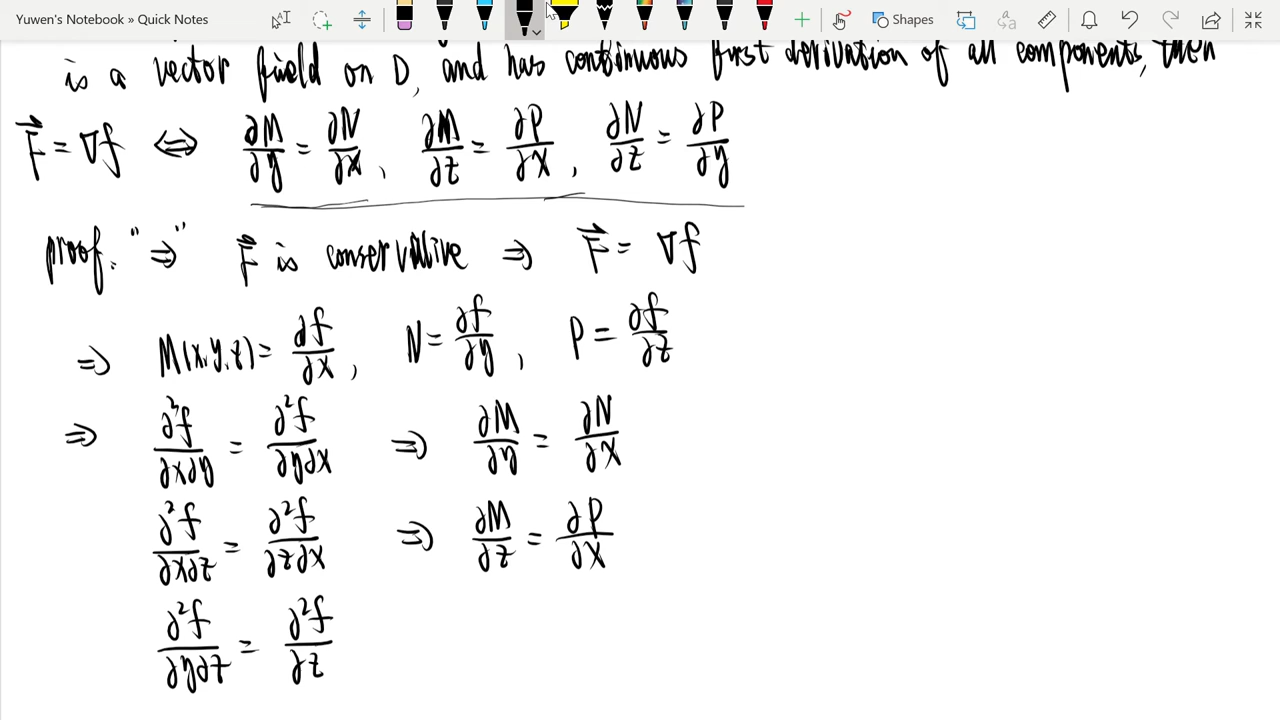 Yuwen's Notebook » Quick Notes Shapes
is a vector field on D, and has continuous first derivation of all components, then
F⃗ = ∇f ⇔ ∂M/∂y = ∂N/∂x, ∂M/∂z = ∂P/∂x, ∂N/∂z = ∂P/∂y
proof. "⇒" F⃗ is conservative ⇒ F⃗ = ∇f
⇒ M(x,y,z) = ∂f/∂x, N = ∂f/∂y, P = ∂f/∂z
⇒ ∂²f/∂x∂y = ∂²f/∂y∂x ⇒ ∂M/∂y = ∂N/∂x
∂²f/∂x∂z = ∂²f/∂z∂x ⇒ ∂M/∂z = ∂P/∂x
∂²f/∂y∂z = ∂²f/∂z